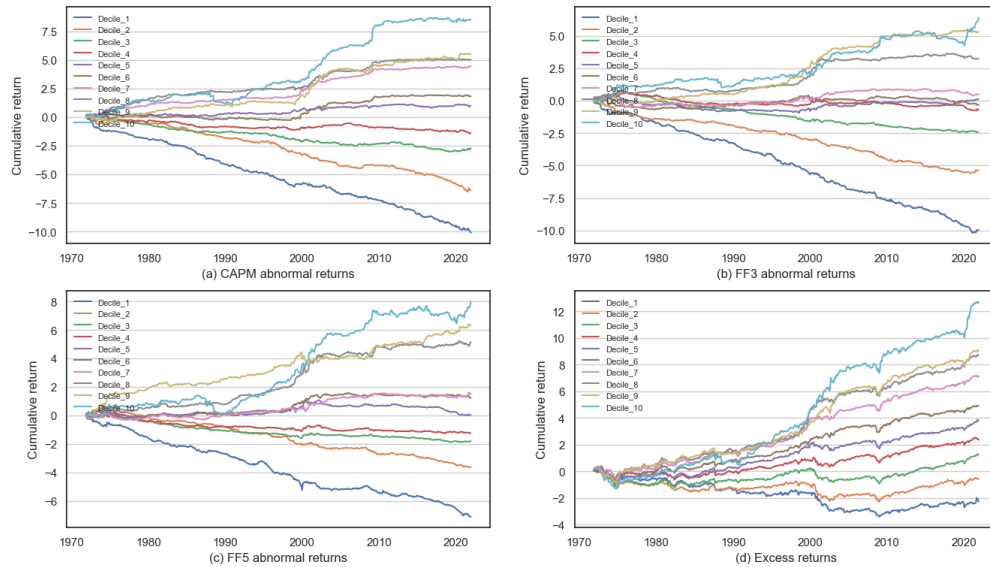 Cumulative return
7.5
5.0
2.5
0.0
−2.5
−5.0
−7.5
−10.0
Decile_1
Decile_2
Decile_3
Decile_4
Decile_5
Decile_6
Decile_7
Decile_8
Decile_9
Decile_10
1970 1980 1990 2000 2010 2020
(a) CAPM abnormal returns
Cumulative return
5.0
2.5
0.0
−2.5
−5.0
−7.5
−10.0
Decile_1
Decile_2
Decile_3
Decile_4
Decile_5
Decile_6
Decile_7
Decile_8
Decile_9
Decile_10
1970 1980 1990 2000 2010 2020
(b) FF3 abnormal returns
Cumulative return
8
6
4
2
0
−2
−4
−6
Decile_1
Decile_2
Decile_3
Decile_4
Decile_5
Decile_6
Decile_7
Decile_8
Decile_9
Decile_10
1970 1980 1990 2000 2010 2020
(c) FF5 abnormal returns
Cumulative return
12
10
8
6
4
2
0
−2
−4
Decile_1
Decile_2
Decile_3
Decile_4
Decile_5
Decile_6
Decile_7
Decile_8
Decile_9
Decile_10
1970 1980 1990 2000 2010 2020
(d) Excess returns